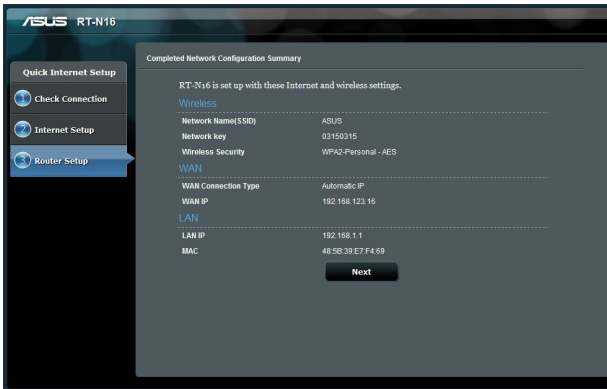 ASUS RT-N16
Completed Network Configuration Summary
Quick Internet Setup
1 Check Connection
2 Internet Setup
3 Router Setup
RT-N16 is set up with these Internet and wireless settings.
Wireless
Network Name(SSID) ASUS
Network key 03150315
Wireless Security WPA2-Personal - AES
WAN
WAN Connection Type Automatic IP
WAN IP 192.168.123.16
LAN
LAN IP 192.168.1.1
MAC 48:5B:39:E7:F4:69
Next